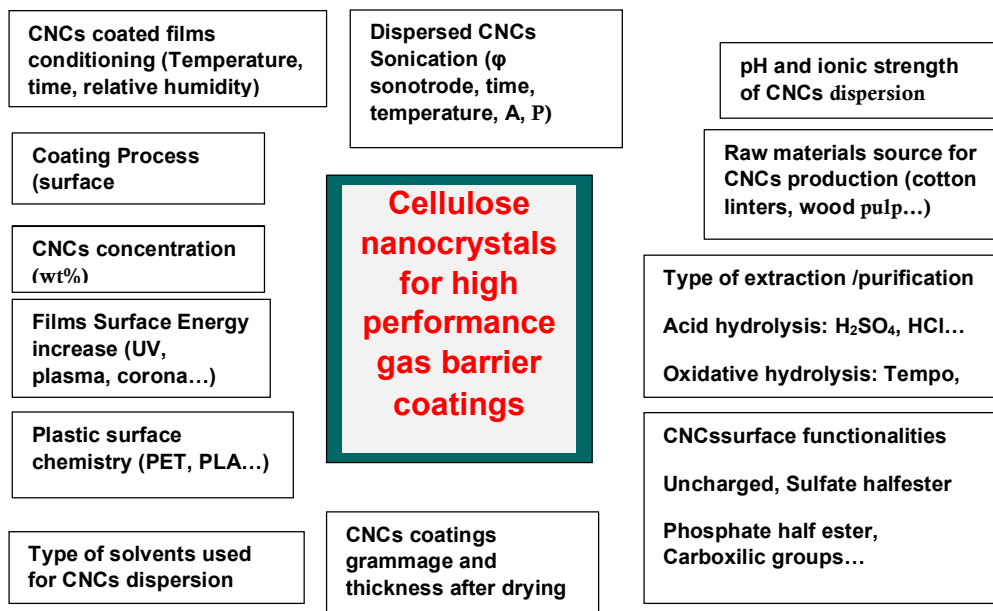 CNCs coated films
conditioning (Temperature,
time, relative humidity)
Dispersed CNCs
Sonication (φ
sonotrode, time,
temperature, A, P)
pH and ionic strength
of CNCs dispersion
Coating Process
(surface
Raw materials source for
CNCs production (cotton
linters, wood pulp…)
Cellulose
nanocrystals
for high
performance
gas barrier
coatings
CNCs concentration
(wt%)
Type of extraction /purification
Acid hydrolysis: H₂SO₄, HCl…
Oxidative hydrolysis: Tempo,
Films Surface Energy
increase (UV,
plasma, corona…)
Plastic surface
chemistry (PET, PLA…)
CNCssurface functionalities
Uncharged, Sulfate halfester
Phosphate half ester,
Carboxilic groups…
Type of solvents used
for CNCs dispersion
CNCs coatings
grammage and
thickness after drying